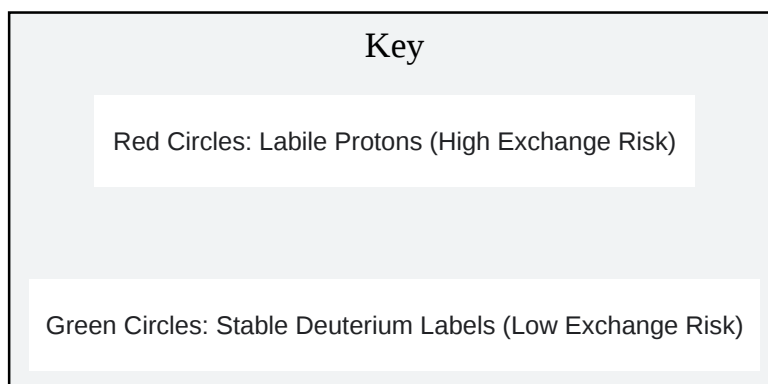 Key
Red Circles: Labile Protons (High Exchange Risk)
Green Circles: Stable Deuterium Labels (Low Exchange Risk)